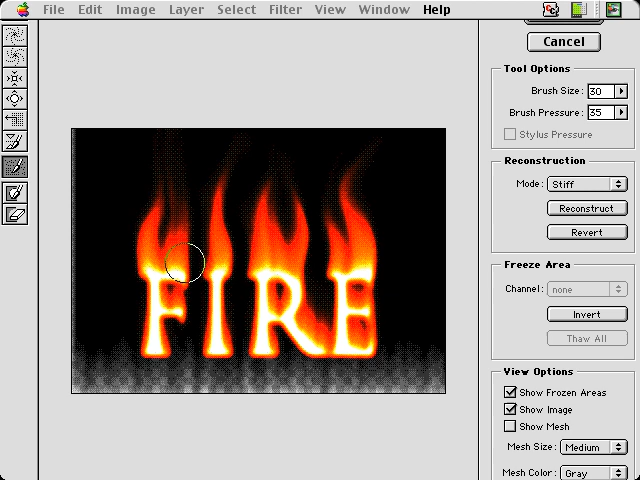 File Edit Image Layer Select Filter View Window Help
Cancel
Tool Options
Brush Size: 30
Brush Pressure: 35
Stylus Pressure
Reconstruction
Mode: Stiff
Reconstruct
Revert
Freeze Area
Channel: none
Invert
Thaw All
View Options
Show Frozen Areas
Show Image
Show Mesh
Mesh Size: Medium
Mesh Color: Gray
FIRE